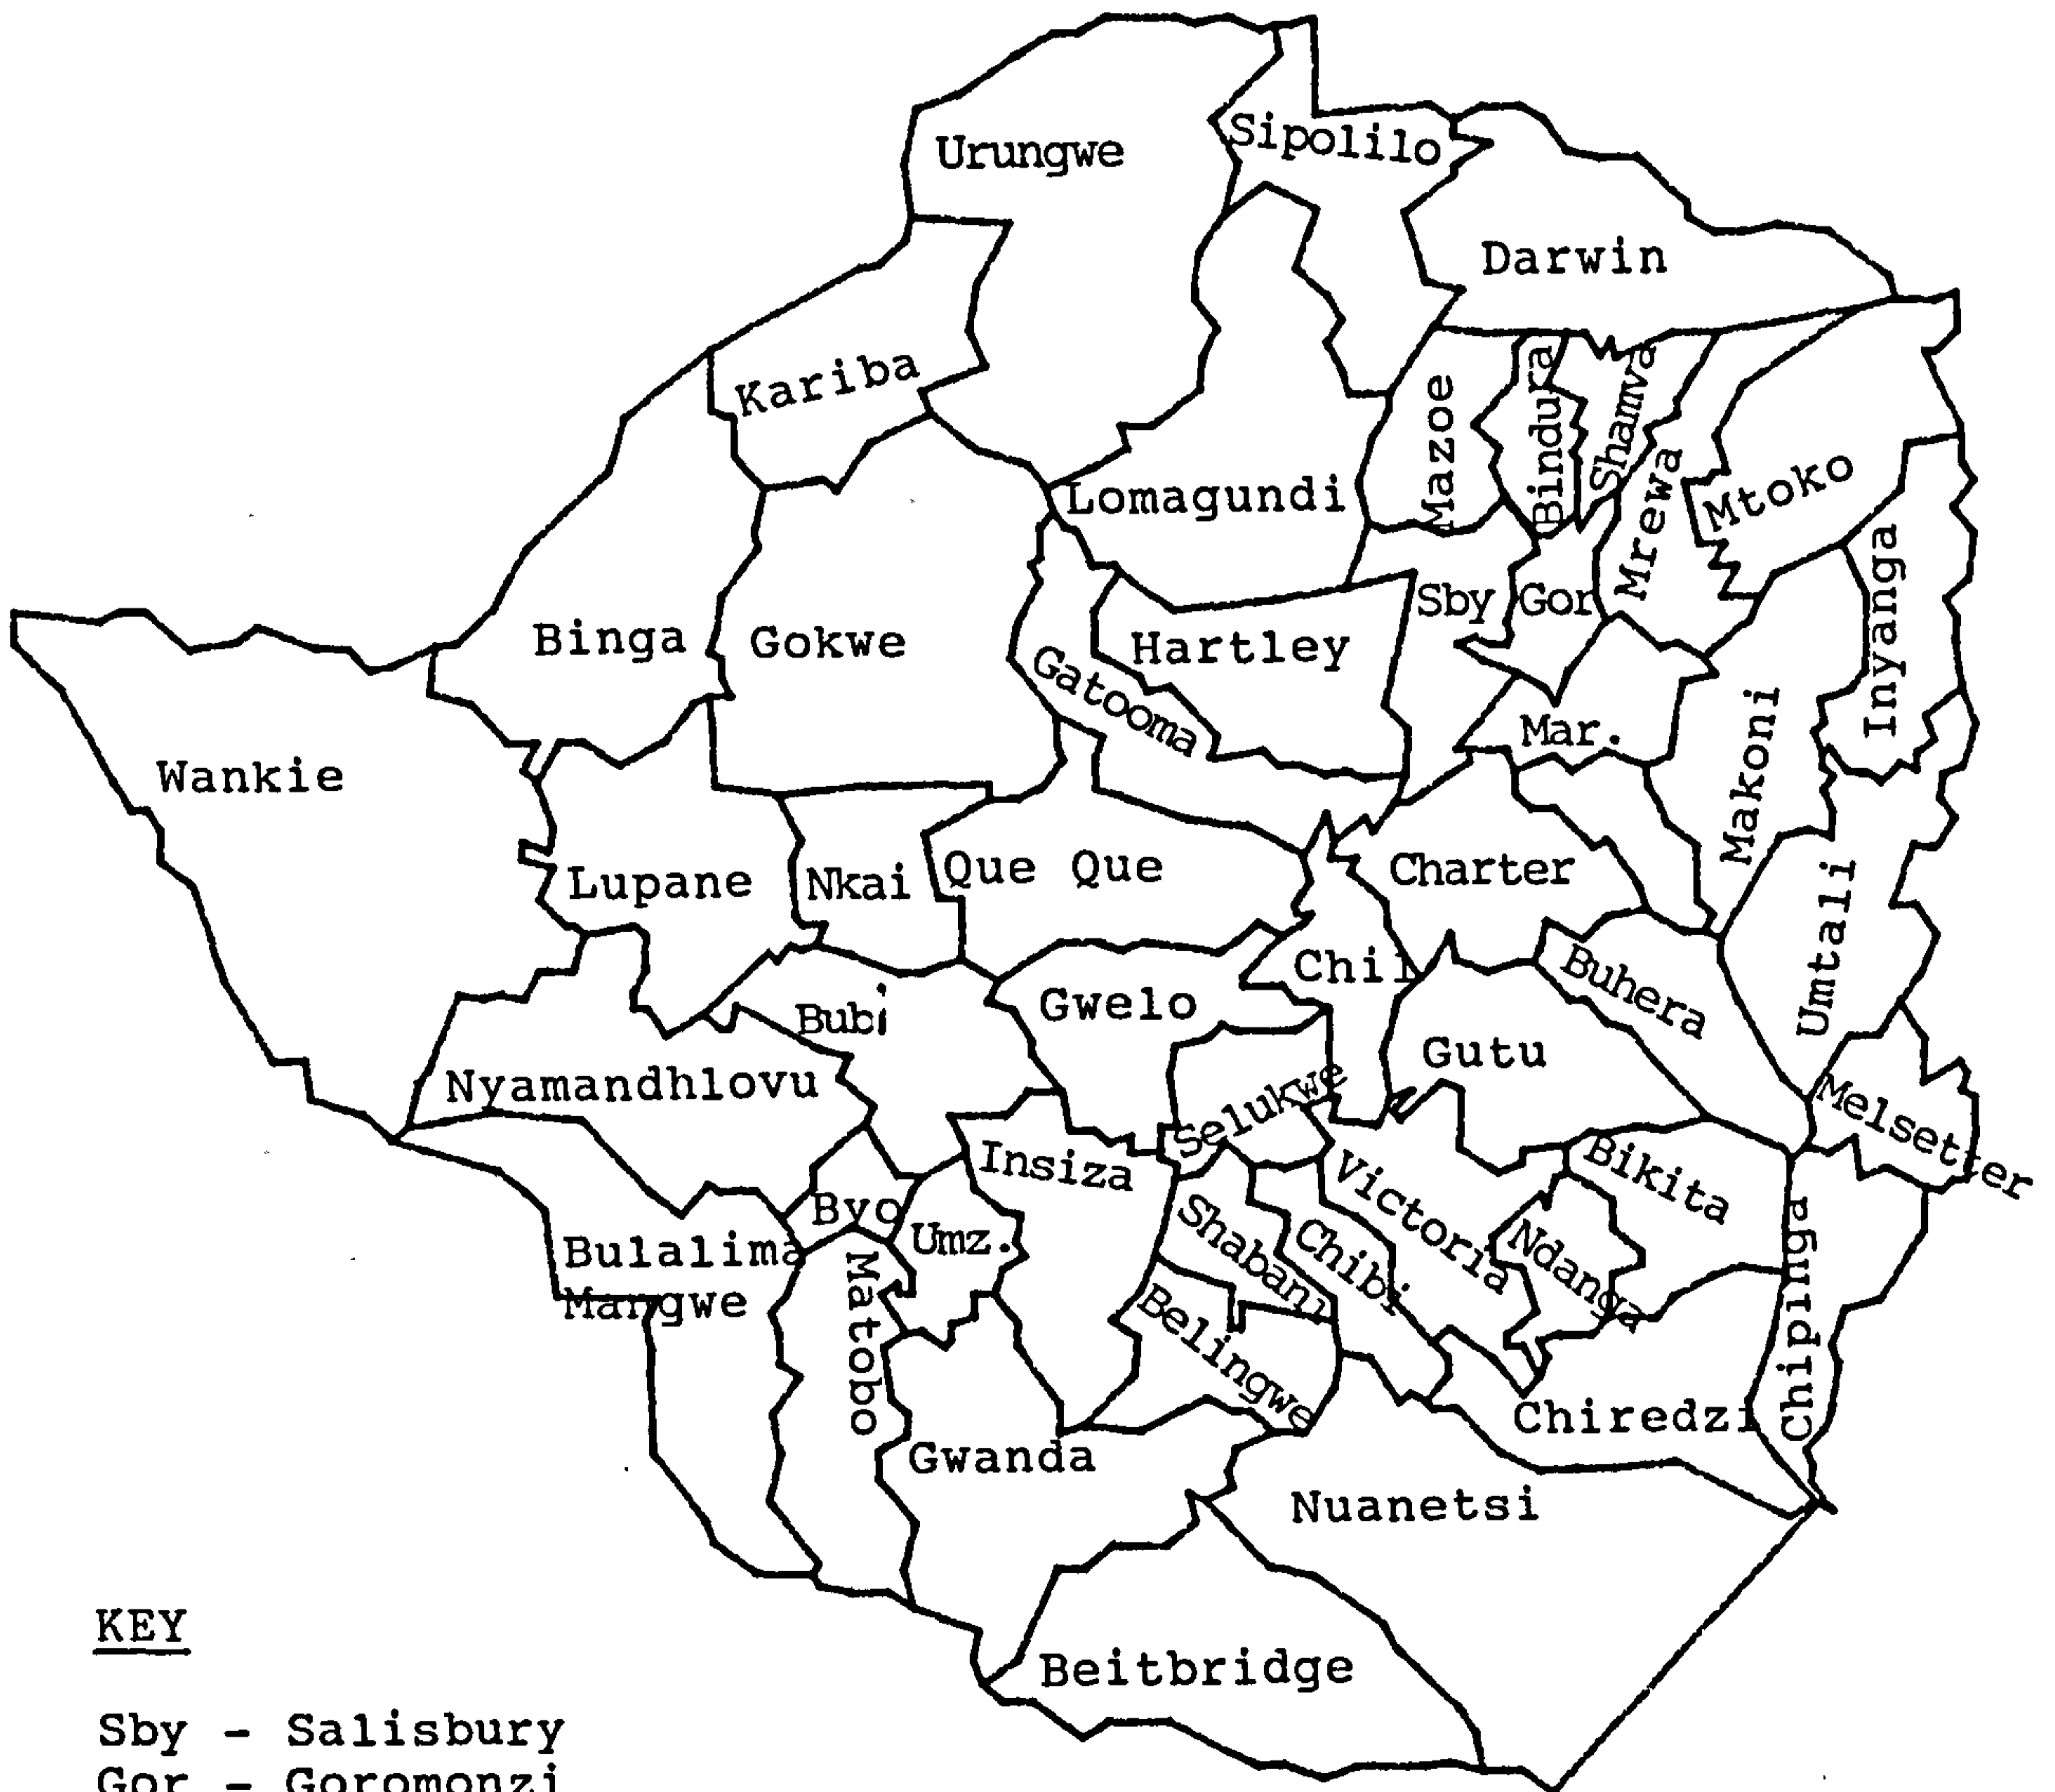 Urungwe
Sipolilo
Darwin
Kariba
Mazoe
Bindura
Shamva
Mrewa
Mtoko
Lomagundi
Inyanga
Sby
Gor
Binga
Gokwe
Hartley
Gatooma
Mar.
Makoni
Wankie
Lupane
Nkai
Que Que
Charter
Umtali
Chil
Buhera
Bubi
Gwelo
Gutu
Nyamandhlovu
Selukwe
Melsetter
Insiza
Victoria
Bikita
Byo
Umz.
Shabani
Chibi
Ndanga
Chipinga
Bulalima
Mangwe
Matobo
Belingwe
Chiredzi
Gwanda
Nuanetsi
Beitbridge
KEY
Sby - Salisbury
Gor - Goromonzi